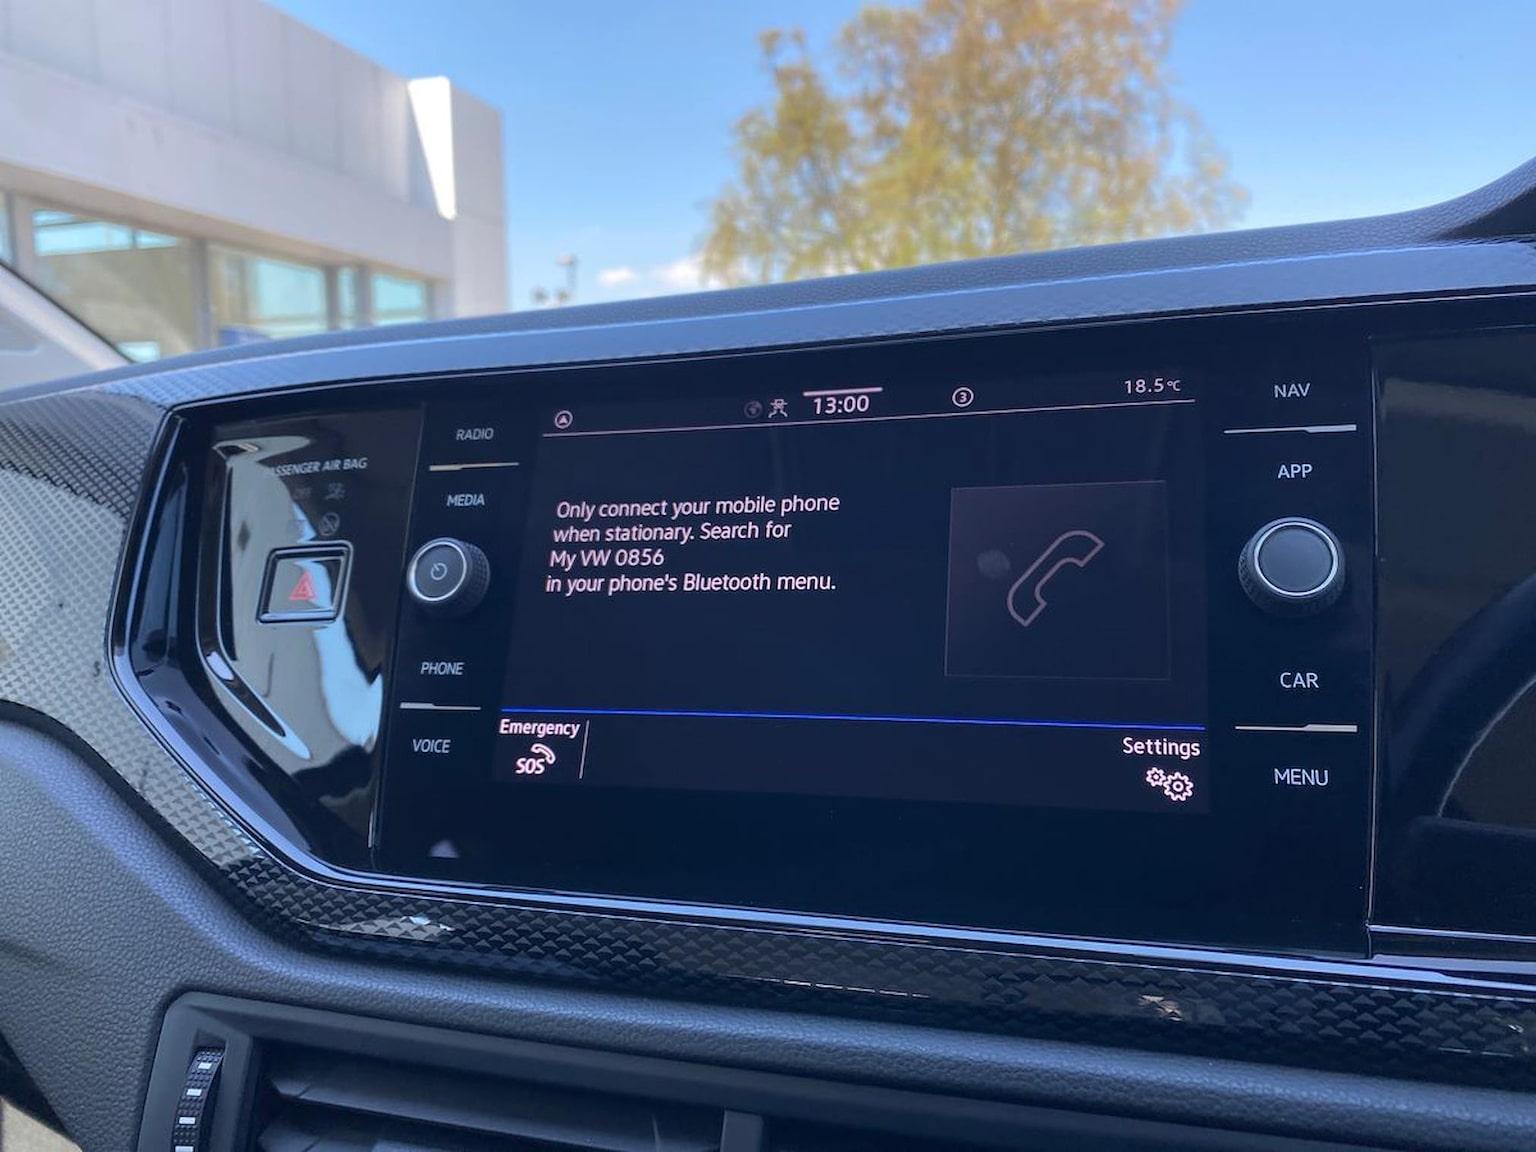 PASSENGER AIR BAG
RADIO
MEDIA
PHONE
VOICE
13:00
3
18.5°C
Only connect your mobile phone
when stationary. Search for
My VW 0856
in your phone's Bluetooth menu.
Emergency
SOS
Settings
NAV
APP
CAR
MENU